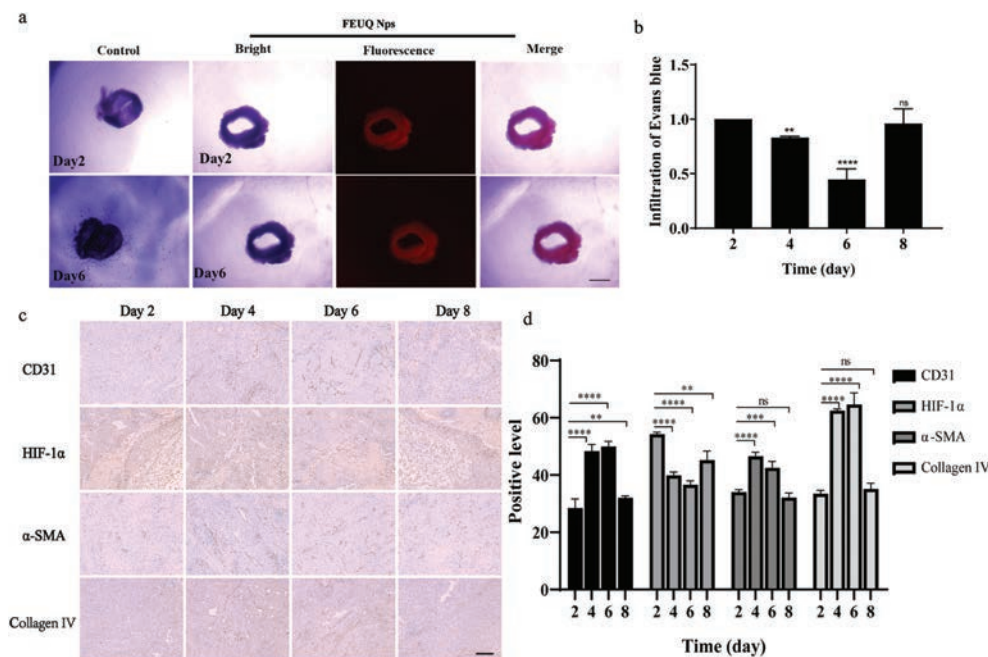 a
FEUQ Nps
Control Bright Fluorescence Merge
Day2 Day2
Day6 Day6
b
Infiltration of Evans blue
1.5
1.0
0.5
0.0
** **** ns
2 4 6 8
Time (day)
c
Day 2 Day 4 Day 6 Day 8
CD31
HIF-1α
α-SMA
Collagen IV
d
Positive level
80
60
40
20
0
**** ** ****
** **** ****
ns *** ****
ns **** ****
CD31
HIF-1α
α-SMA
Collagen IV
2 4 6 8 2 4 6 8 2 4 6 8 2 4 6 8
Time (day)